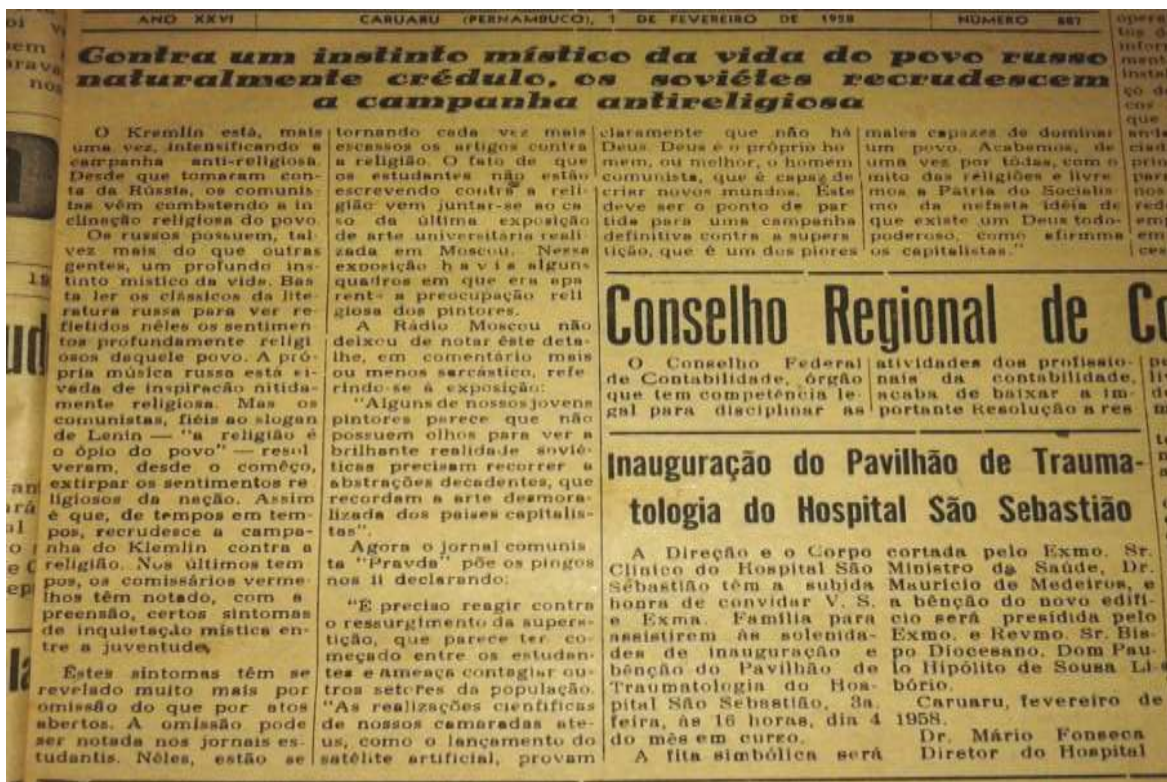 ANO XXVI
CARUARU (PERNAMBUCO), 1 DE FEVEREIRO DE 1958
NUMERO 887
Contra um instinto místico da vida do povo russo
naturalmente crédulo, os soviétes recrudescem
a campanha antireligiosa
O Kremlin está, mais
uma vez, intensificando a
campanha anti-religiosa.
Desde que tomaram con-
ta da Rússia, os comunis-
tas vêm combatendo a in
clinação religiosa do povo
Os russos possuem, tal-
vez mais do que outras
gentes, um profundo ins-
tinto mistico da vida. Bas
ta ler os clássicos da lite-
ratura russa para ver re-
fletidos nêles os sentimen
tos profundamente religi
osos daquele povo. A pró-
pria música russa está ei-
vada de inspiração nitida-
mente religiosa. Mas os
comunistas, fiéis ao slogan
de Lenin — "a religião é
o ópio do povo" — resol
veram, desde o comêço,
extirpar os sentimentos re
ligiosos da nação. Assim
é que, de tempos em tem-
pos, recrudesce a campa-
nha do Klemlin contra a
religião. Nos últimos tem
pos, os comissários verme-
lhos têm notado, com a
preensão, certos sintomas
de inquietação mística en-
tre a juventude,
Estes sintomas têm se
revelado muito mais por
omissão do que por atos
abertos. A omissão pode
ser notada nos jornais es-
tudantis. Nêles, estão se
tornando cada vez mais
escassos os artigos contra
a religião. O fato de que
os estudantes não estão
escrevendo contra a reli-
gião vem juntar-se ao ca
so da última exposição
de arte universitária reali
zada em Moscou. Nessa
exposição havia alguns
quadros em que era apa
rente a preocupação reli
giosa dos pintores.
A Rádio Moscou não
deixou de notar êste deta-
lhe, em comentário mais
ou menos sarcástico, refe
rindo-se á exposição:
"Alguns de nossos jovens
pintores parece que não
possuem olhos para ver a
brilhante realidade sovié-
ticas precisam recorrer a
abstrações decadentes, que
recordam a arte desmora-
lizada dos paises capitalis-
tas".
Agora o jornal comunis
ta "Pravda" põe os pingos
nos ii declarando:
"É preciso reagir contra
o ressurgimento da supers-
tição, que parece ter co-
meçado entre os estudan-
tes e ameaça contagiar ou-
tros setores da população.
"As realizações cientificas
de nossos camaradas ate-
us, como o lançamento do
satélite artificial, provam
claramente que não há
Deus. Deus é o próprio ho
mem, ou melhor, o homem
comunista, que é capaz de
criar novos mundos. Este
deve ser o ponto de par
tida para uma campanha
definitiva contra a supers
tição, que é um dos piores
males capazes de dominar
um povo. Acabemos, de
uma vez por tôdas, com o
mito das religiões e livre
mos a Pátria do Socialis-
mo da nefasta idéia de
que existe um Deus todo-
poderoso, como afirmma
os capitalistas."
Conselho Regional de Co
O Conselho Federal
de Contabilidade, órgão
que tem competência le-
gal para disciplinar as
atividades dos profissio-
nais da contabilidade,
acaba de baixar a im-
portante Resolução a res
Inauguração do Pavilhão de Trauma-
tologia do Hospital São Sebastião
A Direção e o Corpo
Clinico do Hospital São
Sebastião têm a subida
honra de convidar V. S.
e Exma. Família para
assistirem às solenida-
des de inauguração e
bênção do Pavilhão de
Traumatologia do Hos-
pital São Sebastião, 3a.
feira, às 16 horas, dia 4
do mês em curso.
A fita simbólica será
cortada pelo Exmo. Sr.
Ministro da Saúde, Dr.
Mauricio de Medeiros, e
a bênção do novo edifi-
cio será presidida pelo
Exmo. e Revmo. Sr. Bis-
po Diocesano, Dom Pau-
lo Hipólito de Sousa Li-
bório.
Caruaru, fevereiro de
1958.
Dr. Mário Fonseca
Diretor do Hospital